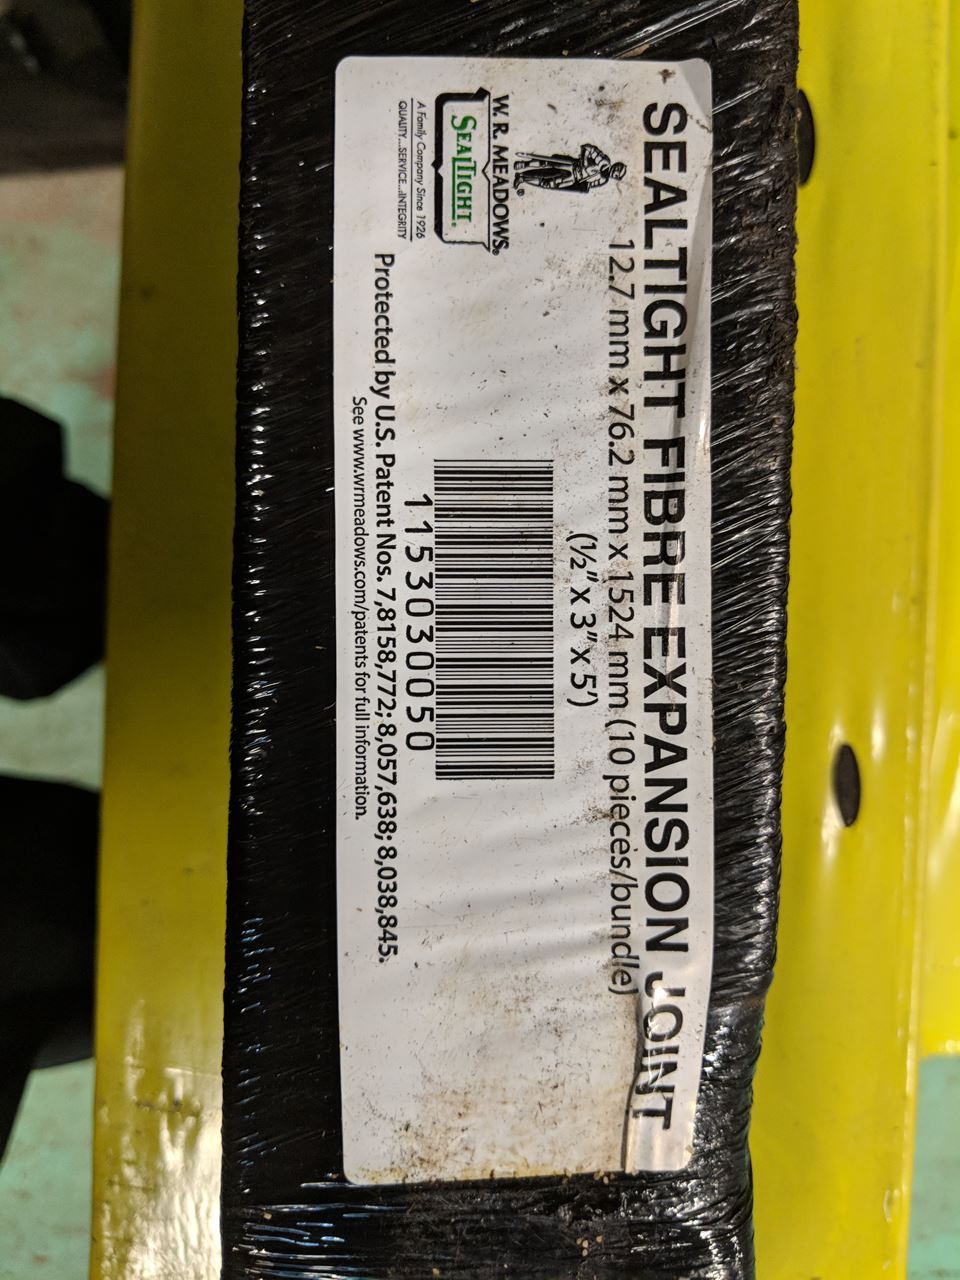 SEALTIGHT FIBRE EXPANSION JOINT
12.7 mm x 76.2 mm x 1524 mm (10 pieces/bundle)
(½" x 3" x 5')
W. R. MEADOWS®
SEALTIGHT®
A Family Company Since 1926
QUALITY...SERVICE...INTEGRITY
1153030050
Protected by U.S. Patent Nos. 7,8158,772; 8,057,638; 8,038,845.
See www.wrmeadows.com/patents for full information.